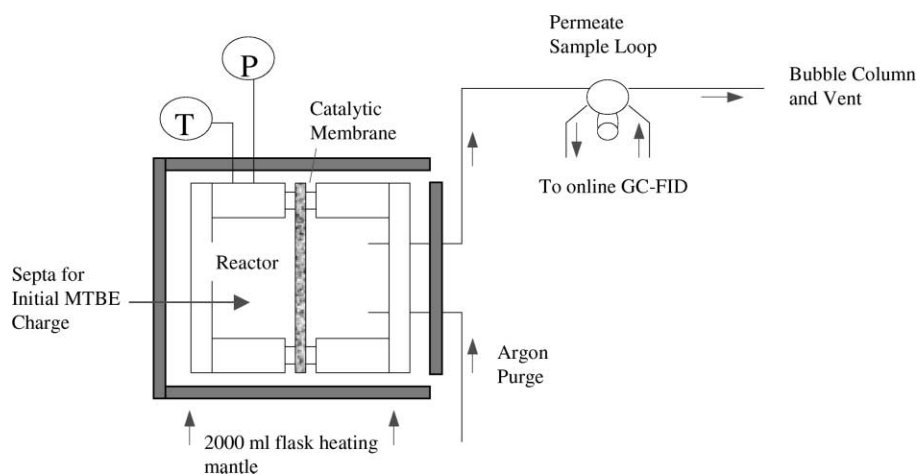 Permeate
Sample Loop
Bubble Column
and Vent
P
T
Catalytic
Membrane
To online GC-FID
Reactor
Septa for
Initial MTBE
Charge
Argon
Purge
2000 ml flask heating
mantle